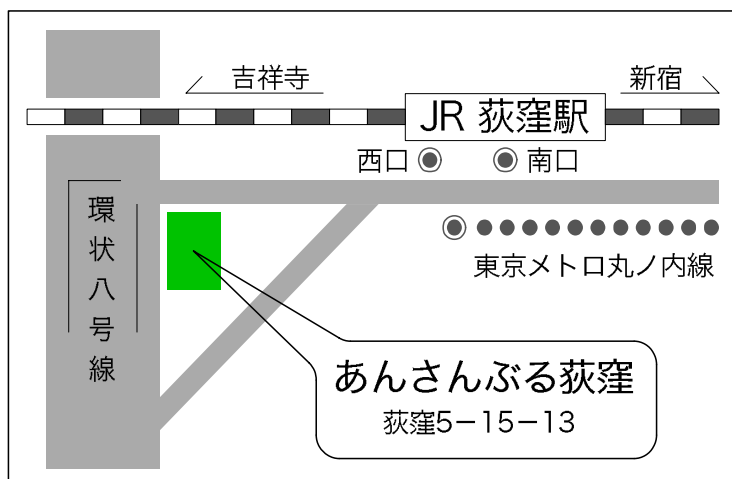 吉祥寺
新宿
JR 荻窪駅
西口
南口
環状八号線
東京メトロ丸ノ内線
あんさんぶる荻窪
荻窪5−15−13